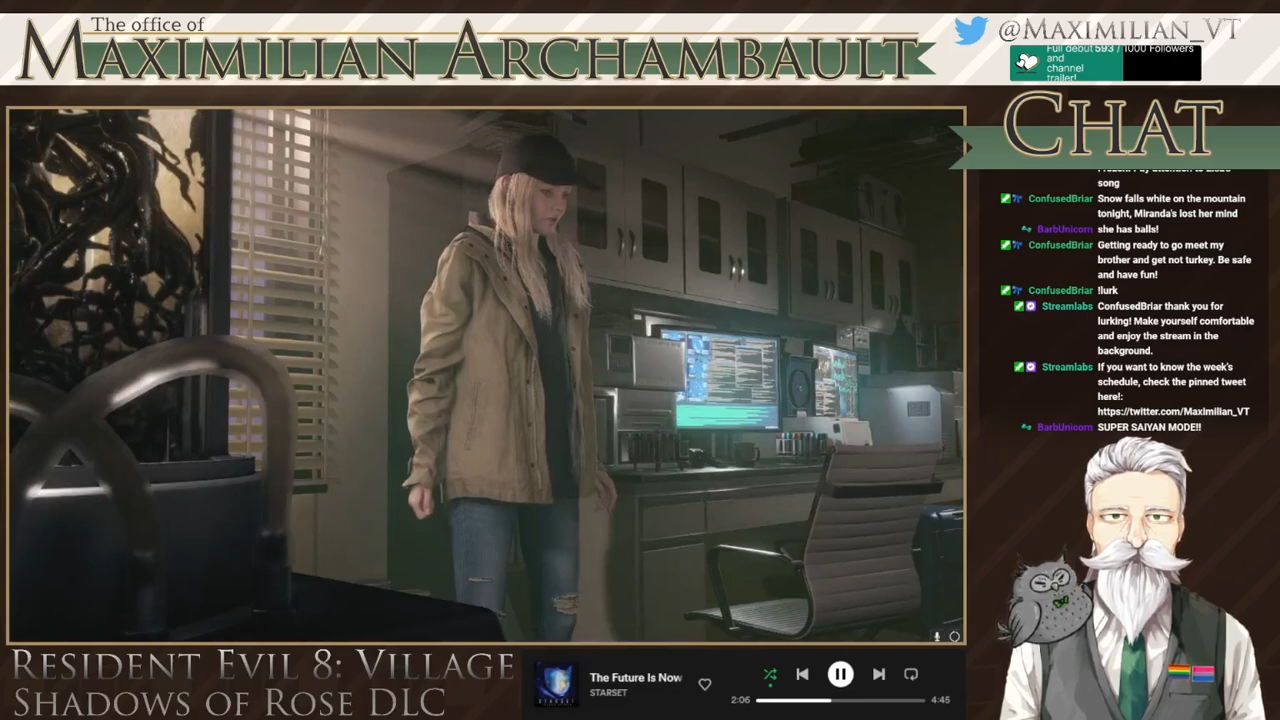 The office of
MAXIMILIAN ARCHAMBAULT
@MAXIMILIAN_VT
Full debut 593 / 1000 Followers
and
channel
trailer!
CHAT
song
ConfusedBriar Snow falls white on the mountain
tonight, Miranda's lost her mind
BarbUnicorn she has balls!
ConfusedBriar Getting ready to go meet my
brother and get not turkey. Be safe
and have fun!
ConfusedBriar !lurk
Streamlabs ConfusedBriar thank you for
lurking! Make yourself comfortable
and enjoy the stream in the
background.
Streamlabs If you want to know the week's
schedule, check the pinned tweet
here!:
https://twitter.com/Maximilian_VT
BarbUnicorn SUPER SAIYAN MODE!!
RESIDENT EVIL 8: VILLAGE
SHADOWS OF ROSE DLC
The Future Is Now
STARSET
2:06
4:45